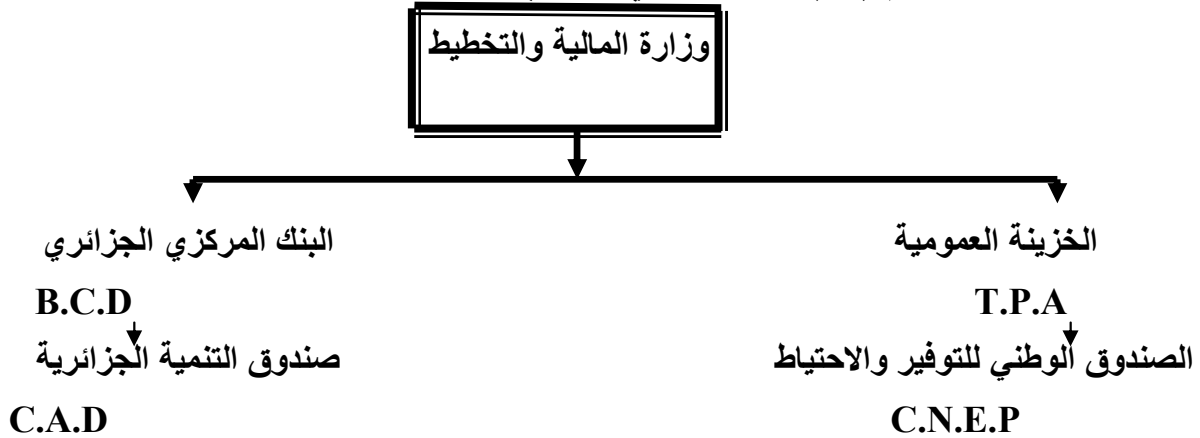 وزارة المالية والتخطيط
الخزينة العمومية
البنك المركزي الجزائري
T.P.A
B.C.D
الصندوق الوطني للتوفير والاحتياط
صندوق التنمية الجزائرية
C.N.E.P
C.A.D